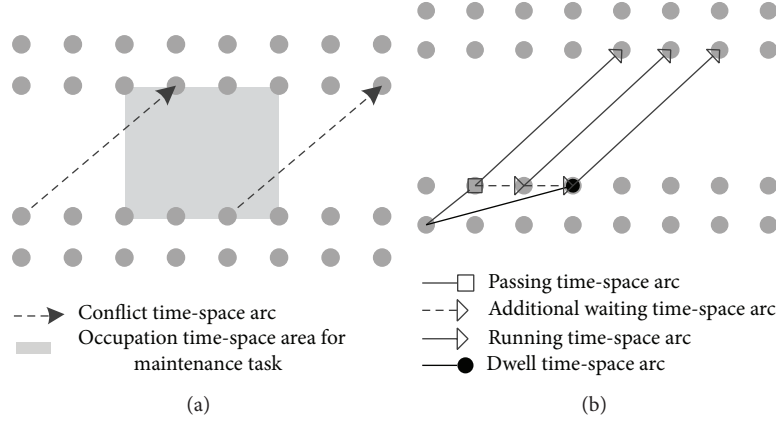 Conflict time-space arc
Occupation time-space area for
maintenance task
(a)
Passing time-space arc
Additional waiting time-space arc
Running time-space arc
Dwell time-space arc
(b)